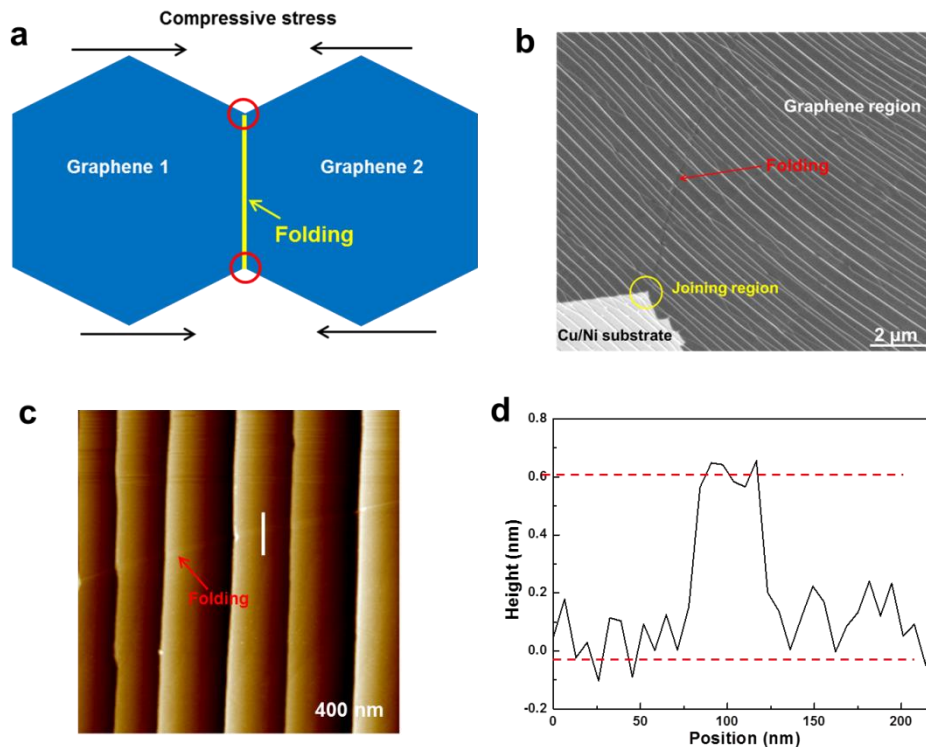 a
Compressive stress
Graphene 1
Graphene 2
Folding
b
Graphene region
Folding
Joining region
Cu/Ni substrate
2 µm
c
Folding
400 nm
d
0.8
0.6
0.4
0.2
0.0
-0.2
Height (nm)
0
50
100
150
200
Position (nm)